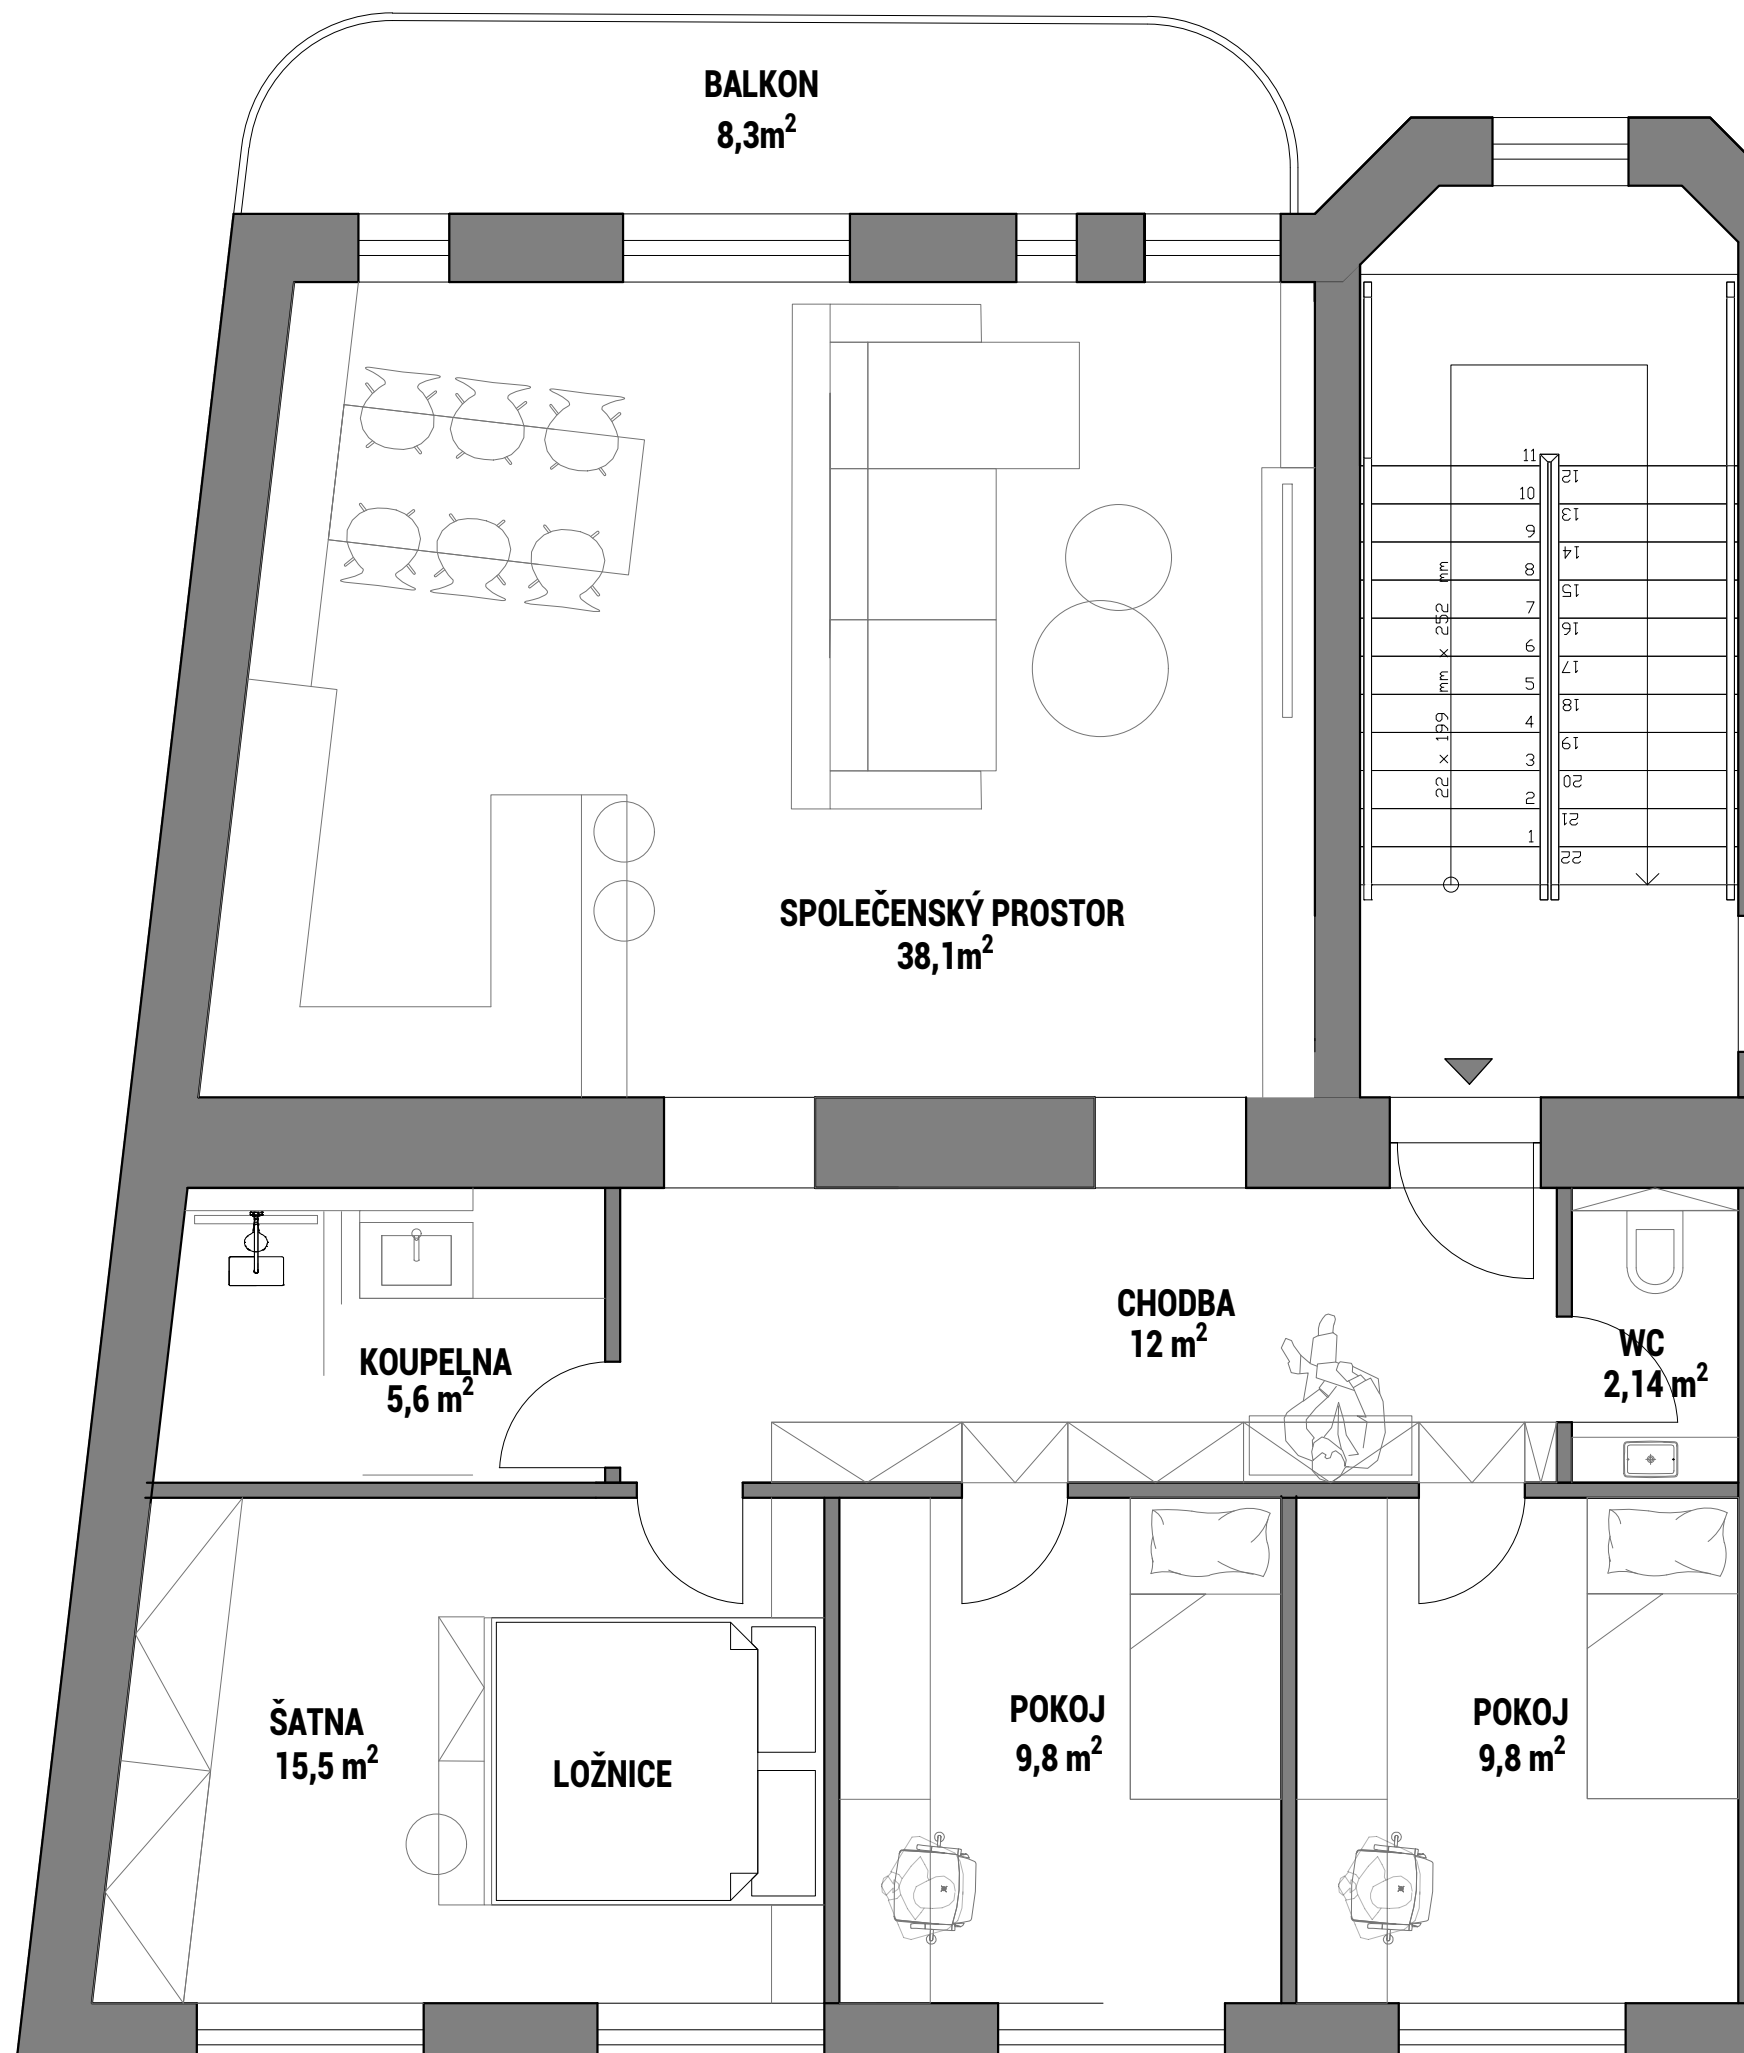 BALKON
8,3m²
11
10
9
8
7
6
5
4
3
2
1
12
13
14
15
16
17
18
19
20
21
22
22 x 199 mm x 252 mm
SPOLEČENSKÝ PROSTOR
38,1m²
CHODBA
12 m²
WC
2,14 m²
KOUPELNA
5,6 m²
ŠATNA
15,5 m²
LOŽNICE
POKOJ
9,8 m²
POKOJ
9,8 m²